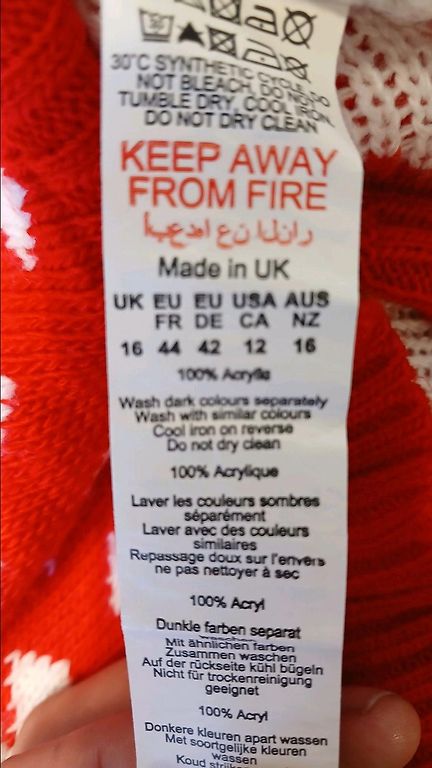 30°C SYNTHETIC CYCLE, DO
NOT BLEACH, DO NOT
TUMBLE DRY, COOL IRON,
DO NOT DRY CLEAN
KEEP AWAY
FROM FIRE
ابعدها عن النار
Made in UK
UK EU EU USA AUS
FR DE CA NZ
16 44 42 12 16
100% Acrylic
Wash dark colours separately
Wash with similar colours
Cool iron on reverse
Do not dry clean
100% Acrylique
Laver les couleurs sombres
séparément
Laver avec des couleurs
similaires
Repassage doux sur l'envers
ne pas nettoyer à sec
100% Acryl
Dunkle farben separat
waschen
Mit ähnlichen farben
Zusammen waschen
Auf der rückseite kühl bügeln
Nicht für trockenreinigung
geeignet
100% Acryl
Donkere kleuren apart wassen
Met soortgelijke kleuren
wassen
Koud